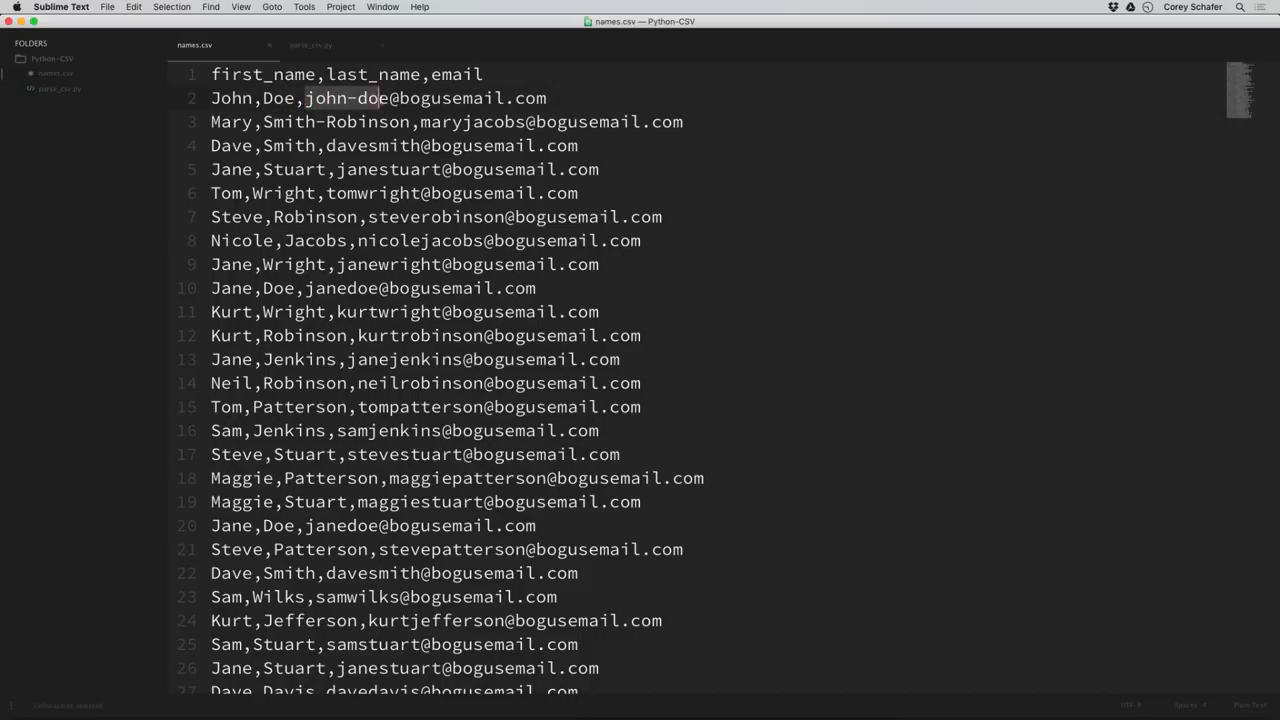 Sublime Text File Edit Selection Find View Goto Tools Project Window Help Corey Schafer
names.csv — Python-CSV
FOLDERS
Python-CSV
names.csv
parse_csv.py
names.csv × parse_csv.py ×
1 first_name,last_name,email
2 John,Doe,john-doe@bogusemail.com
3 Mary,Smith-Robinson,maryjacobs@bogusemail.com
4 Dave,Smith,davesmith@bogusemail.com
5 Jane,Stuart,janestuart@bogusemail.com
6 Tom,Wright,tomwright@bogusemail.com
7 Steve,Robinson,steverobinson@bogusemail.com
8 Nicole,Jacobs,nicolejacobs@bogusemail.com
9 Jane,Wright,janewright@bogusemail.com
10 Jane,Doe,janedoe@bogusemail.com
11 Kurt,Wright,kurtwright@bogusemail.com
12 Kurt,Robinson,kurtrobinson@bogusemail.com
13 Jane,Jenkins,janejenkins@bogusemail.com
14 Neil,Robinson,neilrobinson@bogusemail.com
15 Tom,Patterson,tompatterson@bogusemail.com
16 Sam,Jenkins,samjenkins@bogusemail.com
17 Steve,Stuart,stevestuart@bogusemail.com
18 Maggie,Patterson,maggiepatterson@bogusemail.com
19 Maggie,Stuart,maggiestuart@bogusemail.com
20 Jane,Doe,janedoe@bogusemail.com
21 Steve,Patterson,stevepatterson@bogusemail.com
22 Dave,Smith,davesmith@bogusemail.com
23 Sam,Wilks,samwilks@bogusemail.com
24 Kurt,Jefferson,kurtjefferson@bogusemail.com
25 Sam,Stuart,samstuart@bogusemail.com
26 Jane,Stuart,janestuart@bogusemail.com
27 Dave,Davis,davedavis@bogusemail.com
UTF-8 Spaces: 4 Plain Text